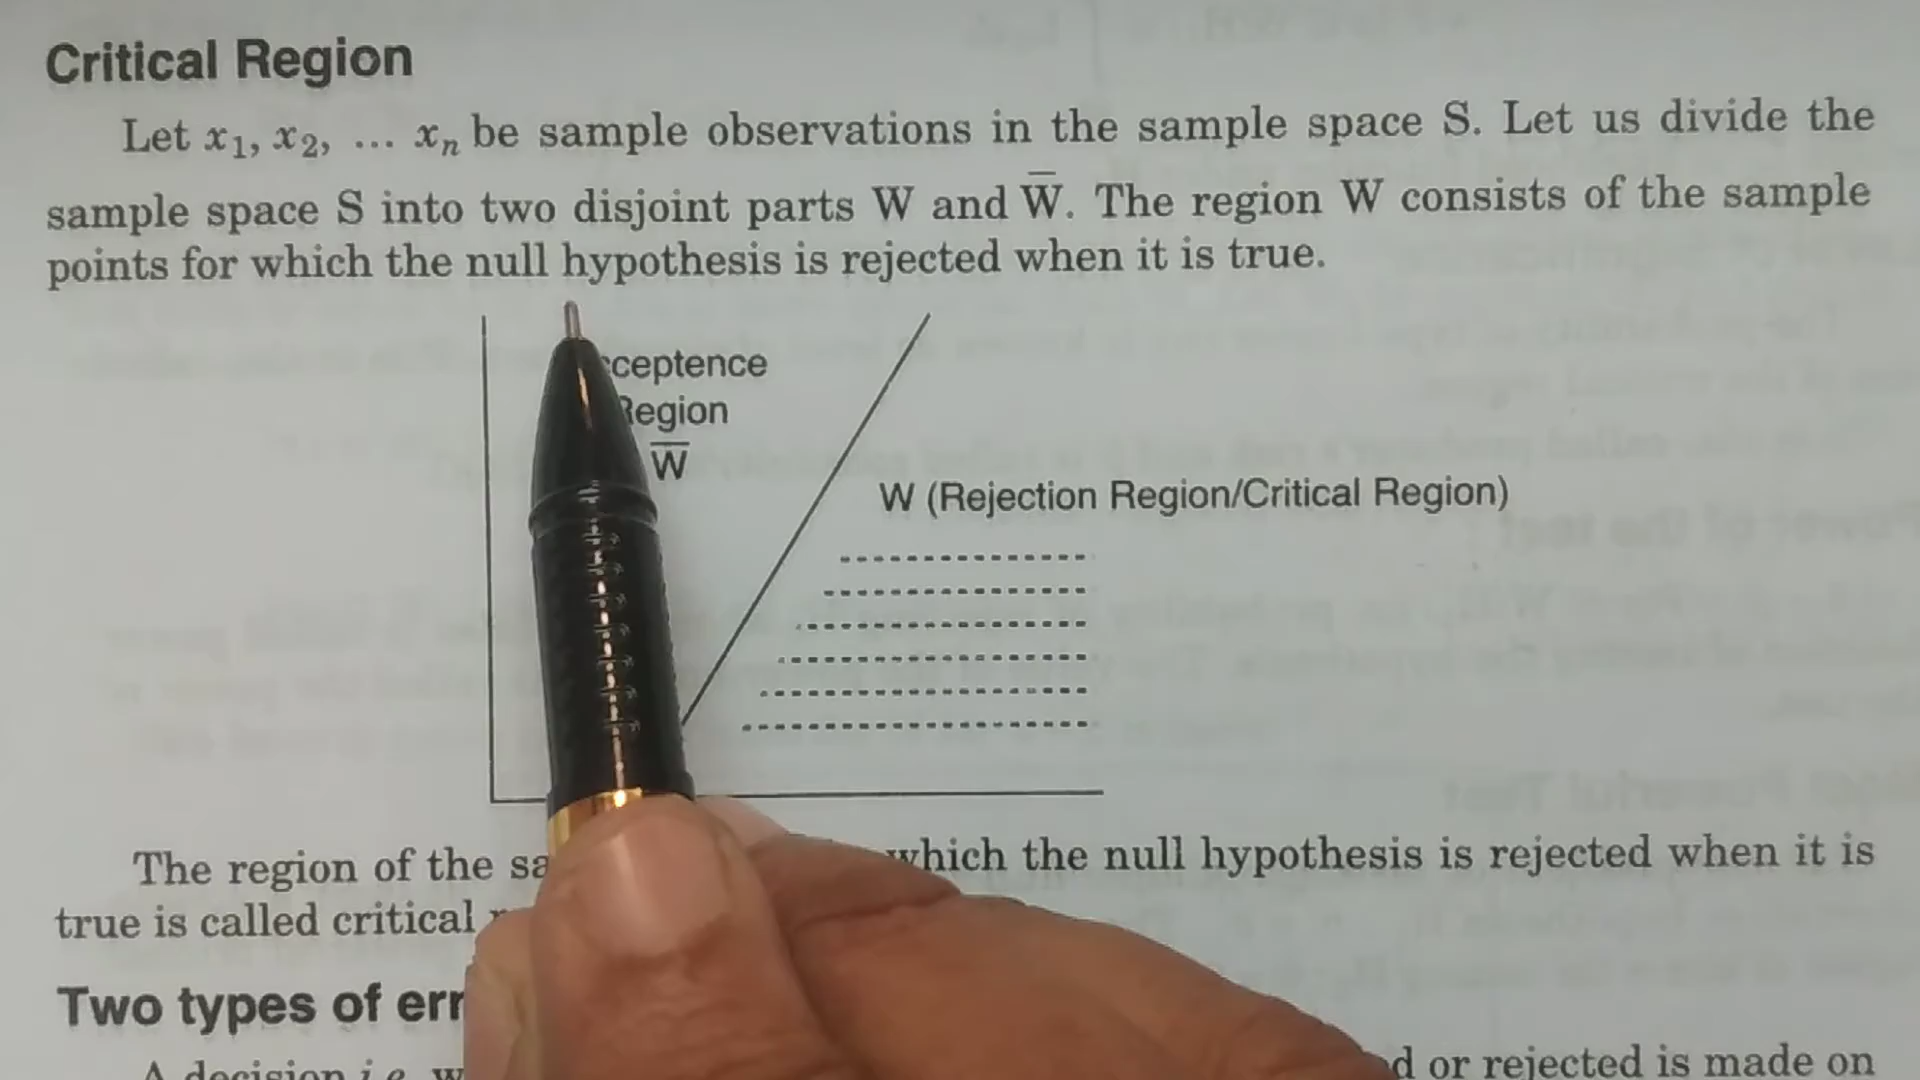 Critical Region
Let x₁, x₂, ... xₙ be sample observations in the sample space S. Let us divide the
sample space S into two disjoint parts W and W̅. The region W consists of the sample
points for which the null hypothesis is rejected when it is true.
cceptence
Region
W̅
W (Rejection Region/Critical Region)
The region of the sa which the null hypothesis is rejected when it is
true is called critical
Two types of err
A decision i.e. w d or rejected is made on